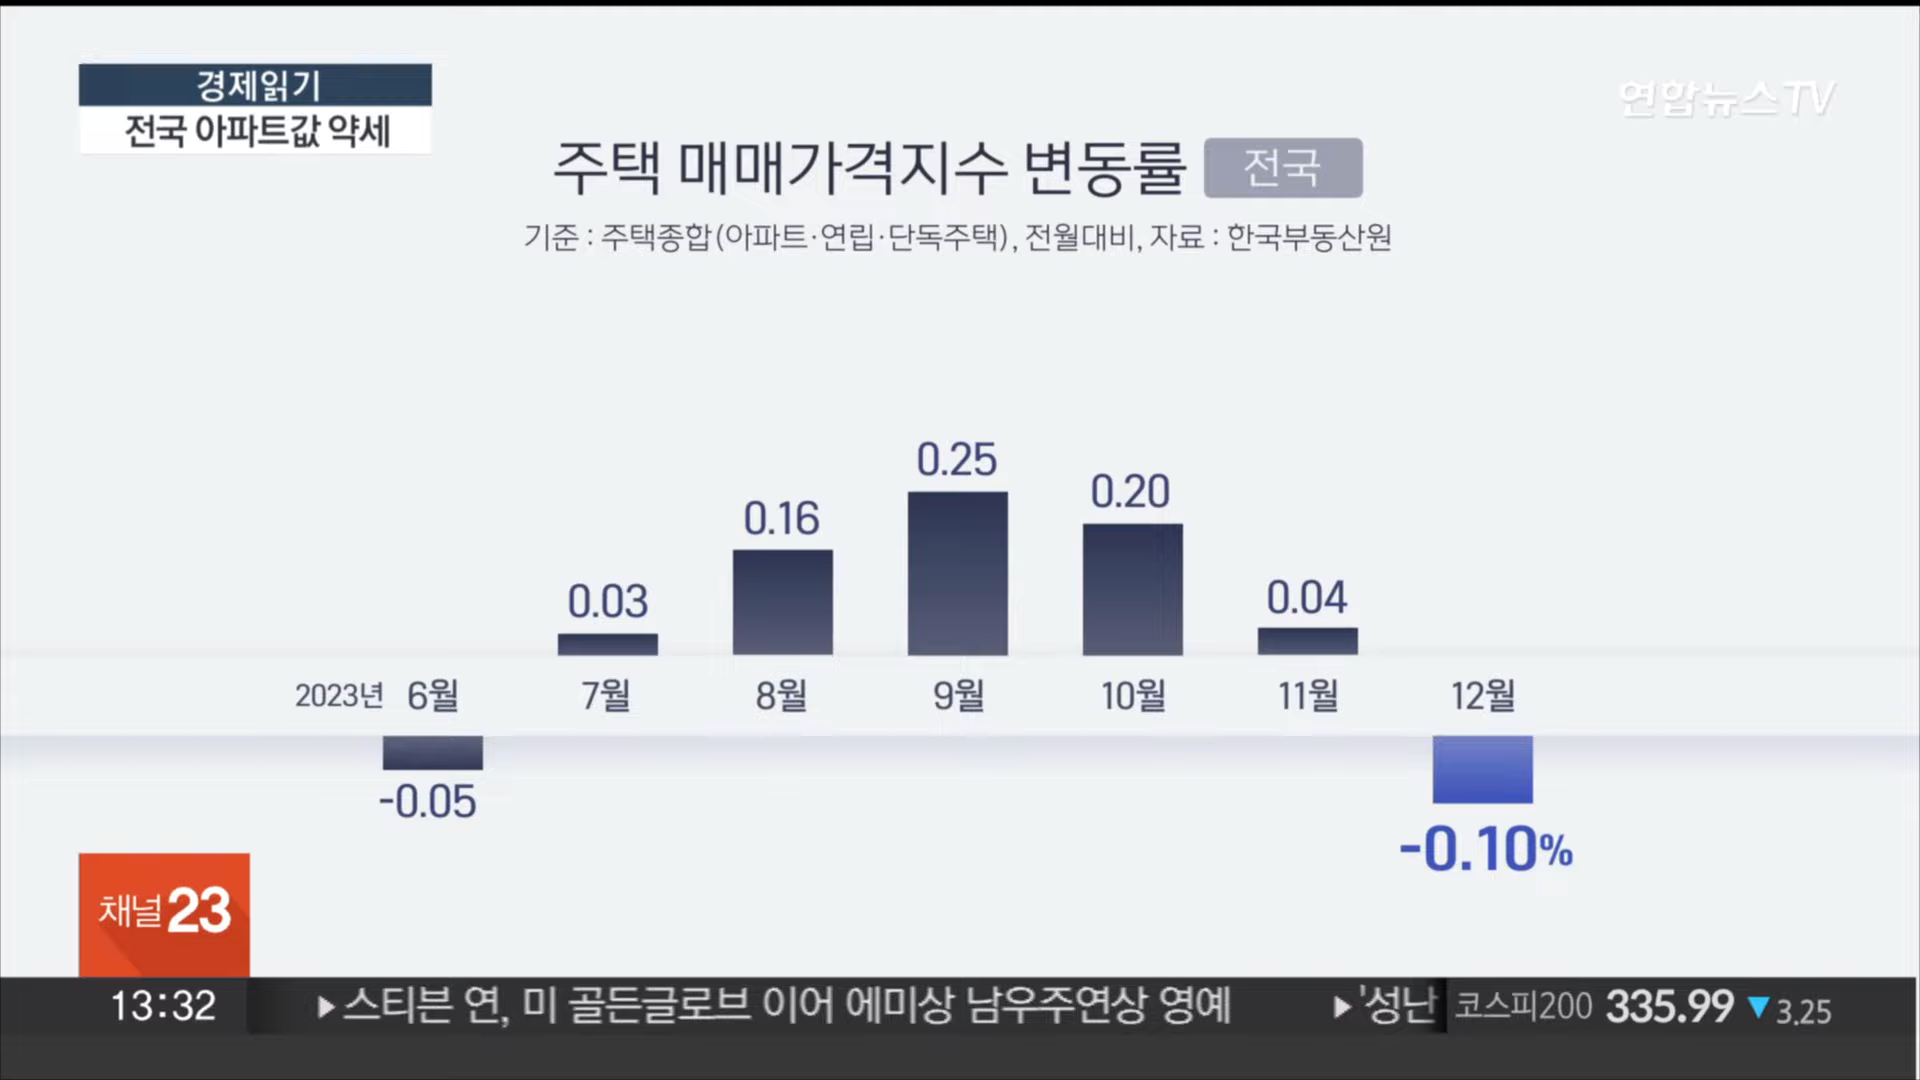 경제읽기
전국 아파트값 약세
연합뉴스TV
주택 매매가격지수 변동률 전국
기준 : 주택종합(아파트·연립·단독주택), 전월대비, 자료 : 한국부동산원
0.25
0.20
0.16
0.03
0.04
2023년 6월 7월 8월 9월 10월 11월 12월
-0.05
-0.10%
채널23
13:32 ▶스티븐 연, 미 골든글로브 이어 에미상 남우주연상 영예 ▶'성난 코스피200 335.99 ▼3.25